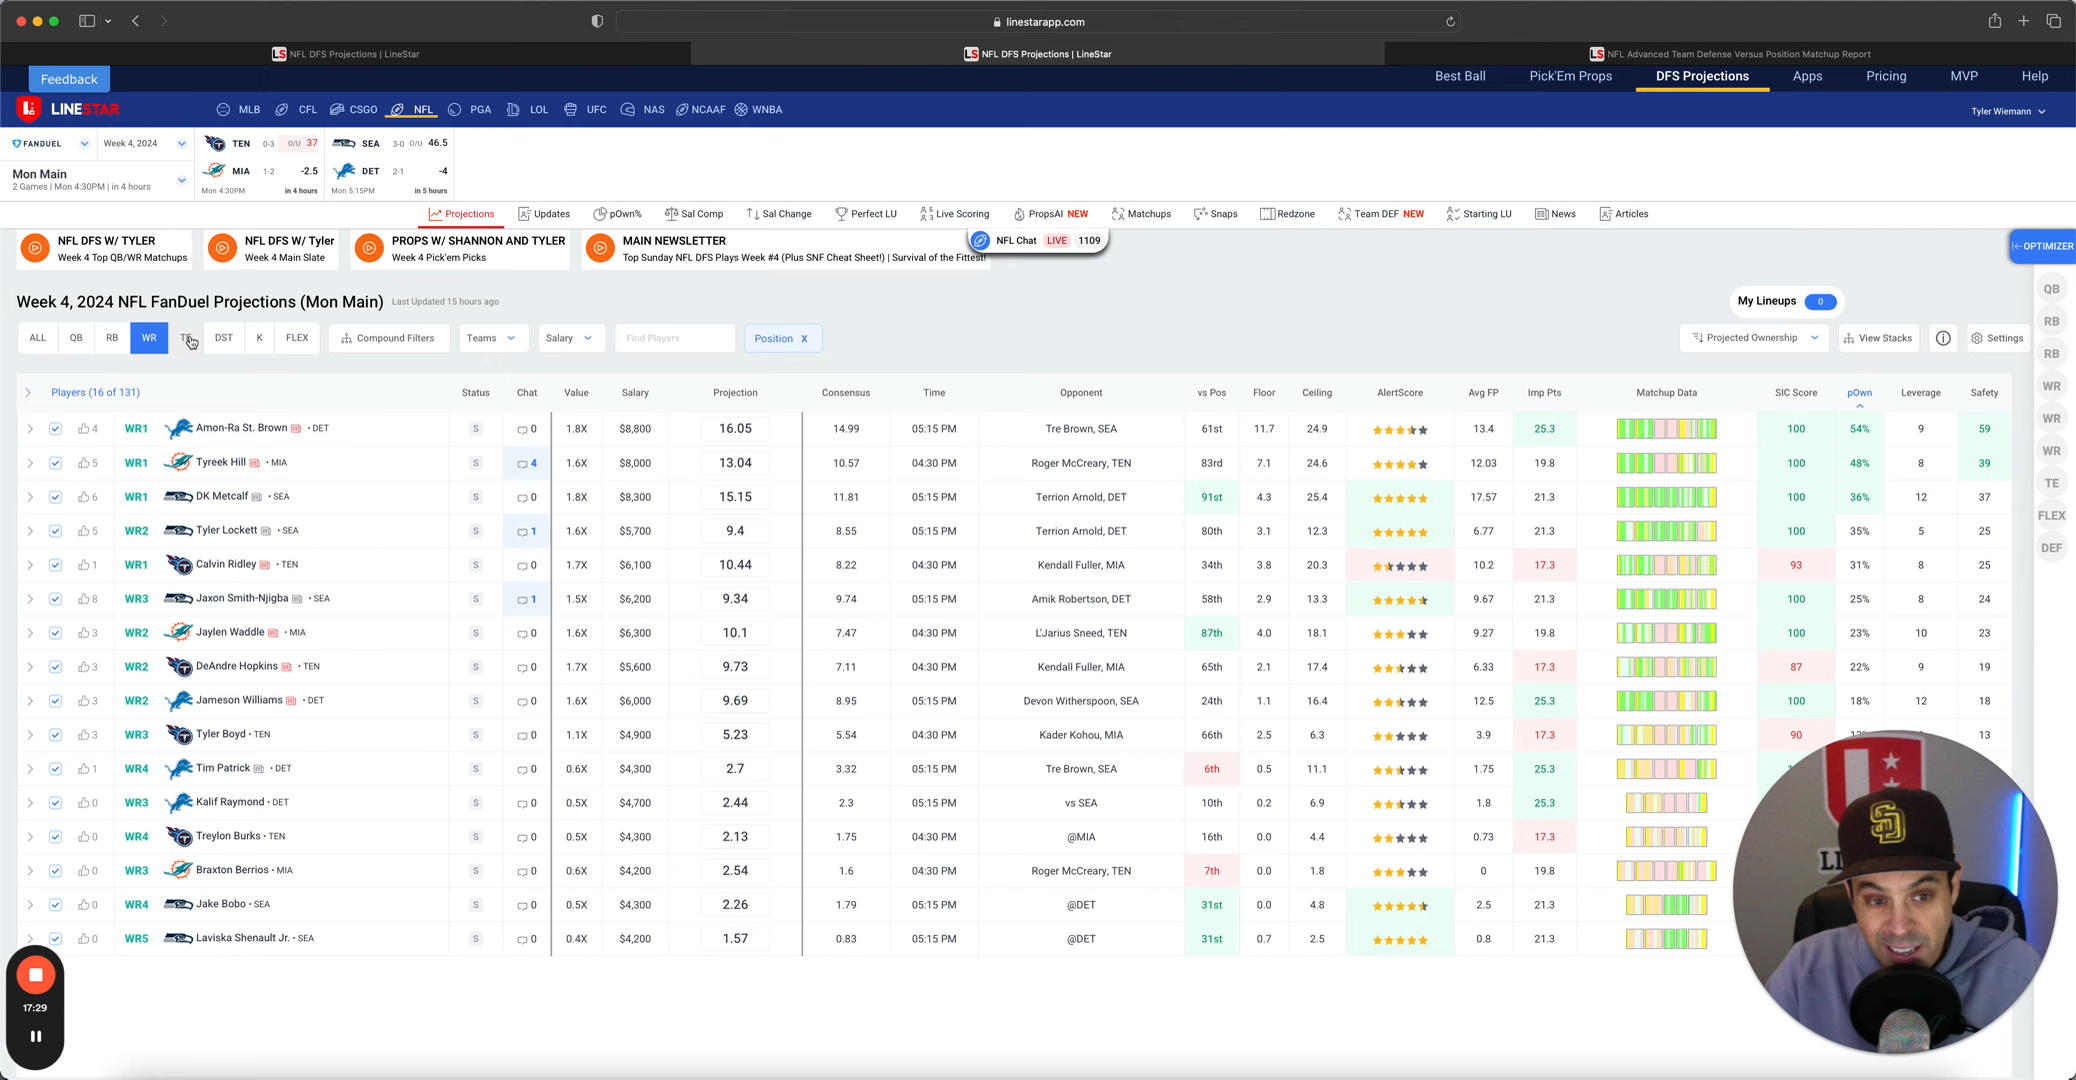 linestarapp.com
LS NFL DFS Projections | LineStar
LS NFL DFS Projections | LineStar
LS NFL Advanced Team Defense Versus Position Matchup Report
Feedback
Best Ball Pick'Em Props DFS Projections Apps Pricing MVP Help
LINESTAR MLB CFL CSGO NFL PGA LOL UFC NAS NCAAF WNBA Tyler Wiemann
FANDUEL Week 4, 2024 TEN 0-3 O/U 37 SEA 3-0 O/U 46.5
Mon Main MIA 1-2 -2.5 DET 2-1 -4
2 Games | Mon 4:30PM | in 4 hours Mon 4:30PM in 4 hours Mon 5:15PM in 5 hours
Projections Updates pOwn% Sal Comp Sal Change Perfect LU Live Scoring PropsAI NEW Matchups Snaps Redzone Team DEF NEW Starting LU News Articles
NFL DFS W/ TYLER NFL DFS W/ Tyler PROPS W/ SHANNON AND TYLER MAIN NEWSLETTER NFL Chat LIVE 1109
Week 4 Top QB/WR Matchups Week 4 Main Slate Week 4 Pick'em Picks Top Sunday NFL DFS Plays Week #4 (Plus SNF Cheat Sheet!) | Survival of the Fittest!
OPTIMIZER
Week 4, 2024 NFL FanDuel Projections (Mon Main) Last Updated 15 hours ago My Lineups 0
ALL QB RB WR DST K FLEX Compound Filters Teams Salary Find Players Position X Projected Ownership View Stacks Settings
Players (16 of 131) Status Chat Value Salary Projection Consensus Time Opponent vs Pos Floor Ceiling AlertScore Avg FP Imp Pts Matchup Data SIC Score pOwn Leverage Safety
4 WR1 Amon-Ra St. Brown • DET S 0 1.8X $8,800 16.05 14.99 05:15 PM Tre Brown, SEA 61st 11.7 24.9 13.4 25.3 100 54% 9 59
5 WR1 Tyreek Hill • MIA S 4 1.6X $8,000 13.04 10.57 04:30 PM Roger McCreary, TEN 83rd 7.1 24.6 12.03 19.8 100 48% 8 39
6 WR1 DK Metcalf • SEA S 0 1.8X $8,300 15.15 11.81 05:15 PM Terrion Arnold, DET 91st 4.3 25.4 17.57 21.3 100 36% 12 37
5 WR2 Tyler Lockett • SEA S 1 1.6X $5,700 9.4 8.55 05:15 PM Terrion Arnold, DET 80th 3.1 12.3 6.77 21.3 100 35% 5 25
1 WR1 Calvin Ridley • TEN S 0 1.7X $6,100 10.44 8.22 04:30 PM Kendall Fuller, MIA 34th 3.8 20.3 10.2 17.3 93 31% 8 25
8 WR3 Jaxon Smith-Njigba • SEA S 1 1.5X $6,200 9.34 9.74 05:15 PM Amik Robertson, DET 58th 2.9 13.3 9.67 21.3 100 25% 8 24
3 WR2 Jaylen Waddle • MIA S 0 1.6X $6,300 10.1 7.47 04:30 PM L'Jarius Sneed, TEN 87th 4.0 18.1 9.27 19.8 100 23% 10 23
3 WR2 DeAndre Hopkins • TEN S 0 1.7X $5,600 9.73 7.11 04:30 PM Kendall Fuller, MIA 65th 2.1 17.4 6.33 17.3 87 22% 9 19
3 WR2 Jameson Williams • DET S 0 1.6X $6,000 9.69 8.95 05:15 PM Devon Witherspoon, SEA 24th 1.1 16.4 12.5 25.3 100 18% 12 18
3 WR3 Tyler Boyd • TEN S 0 1.1X $4,900 5.23 5.54 04:30 PM Kader Kohou, MIA 66th 2.5 6.3 3.9 17.3 90 13
1 WR4 Tim Patrick • DET S 0 0.6X $4,300 2.7 3.32 05:15 PM Tre Brown, SEA 6th 0.5 11.1 1.75 25.3
0 WR3 Kalif Raymond • DET S 0 0.5X $4,700 2.44 2.3 05:15 PM vs SEA 10th 0.2 6.9 1.8 25.3
0 WR4 Treylon Burks • TEN S 0 0.5X $4,300 2.13 1.75 04:30 PM @MIA 16th 0.0 4.4 0.73 17.3
0 WR3 Braxton Berrios • MIA S 0 0.6X $4,200 2.54 1.6 04:30 PM Roger McCreary, TEN 7th 0.0 1.8 0 19.8
0 WR4 Jake Bobo • SEA S 0 0.5X $4,300 2.26 1.79 05:15 PM @DET 31st 0.0 4.8 2.5 21.3
0 WR5 Laviska Shenault Jr. • SEA S 0 0.4X $4,200 1.57 0.83 05:15 PM @DET 31st 0.7 2.5 0.8 21.3
QB
RB
RB
WR
WR
WR
TE
FLEX
DEF
17:29
SD